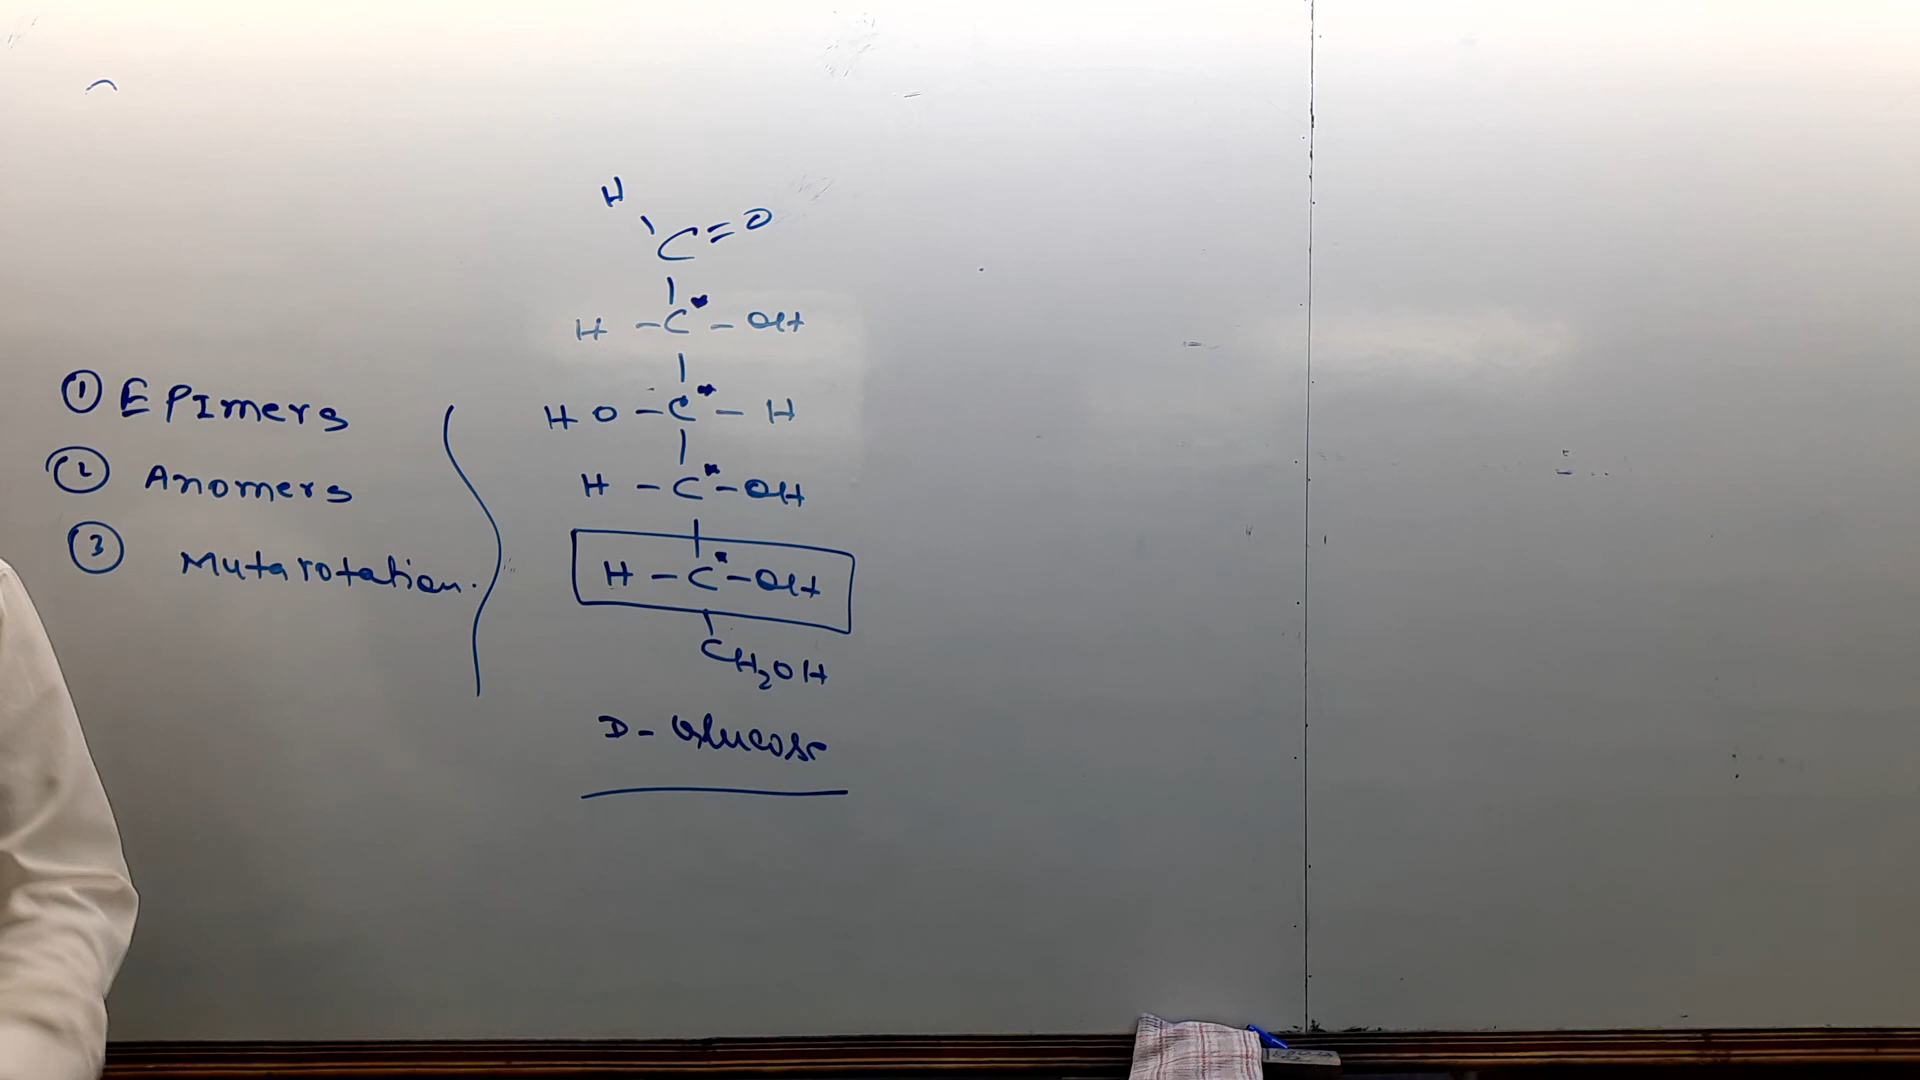 ① EPImers
② Anomers
③ Mutarotation.
H
C=O
H - C* - OH
HO - C* - H
H - C* - OH
H - C* - OH
CH₂OH
D- Glucose